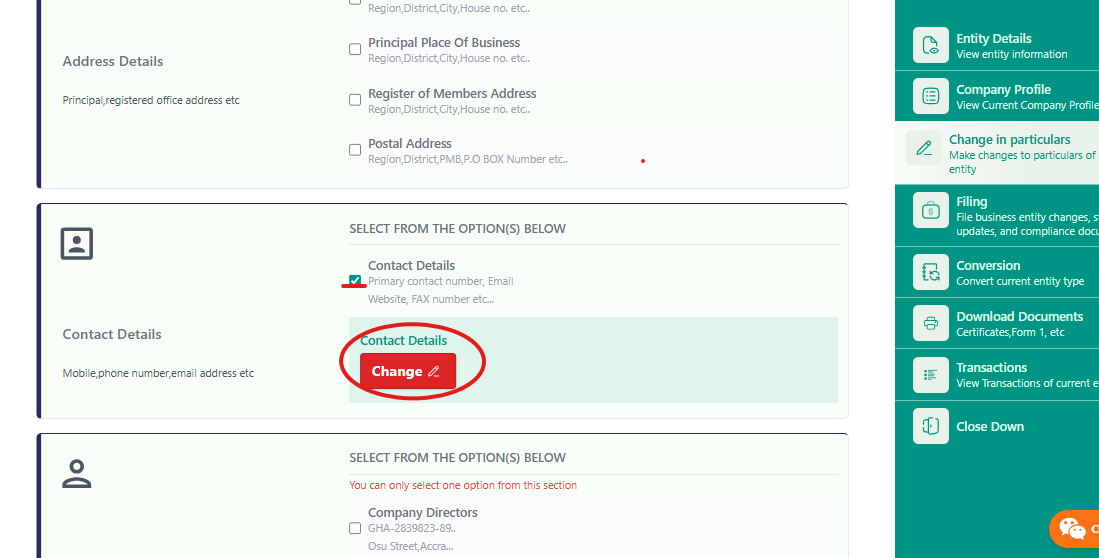 Region,District,City,House no. etc..
Address Details
Principal,registered office address etc
Principal Place Of Business
Region,District,City,House no. etc..
Register of Members Address
Region,District,City,House no. etc..
Postal Address
Region,District,PMB,P.O BOX Number etc..
SELECT FROM THE OPTION(S) BELOW
Contact Details
Primary contact number, Email
Website, FAX number etc...
Contact Details
Mobile,phone number,email address etc
Contact Details
Change
SELECT FROM THE OPTION(S) BELOW
You can only select one option from this section
Company Directors
GHA-2839823-89..
Osu Street,Accra...
Entity Details
View entity information
Company Profile
View Current Company Profile
Change in particulars
Make changes to particulars of
entity
Filing
File business entity changes, s
updates, and compliance docu
Conversion
Convert current entity type
Download Documents
Certificates,Form 1, etc
Transactions
View Transactions of current e
Close Down